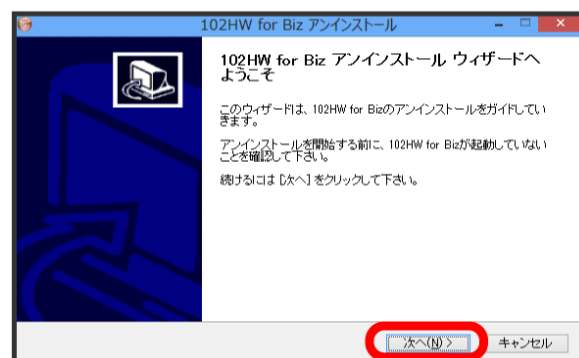 102HW for Biz アンインストール
102HW for Biz アンインストール ウィザードへ
ようこそ
このウィザードは、102HW for Bizのアンインストールをガイドしてい
きます。
アンインストールを開始する前に、102HW for Bizが起動していない
ことを確認して下さい。
続けるには [次へ] をクリックして下さい。
次へ(N) >
キャンセル